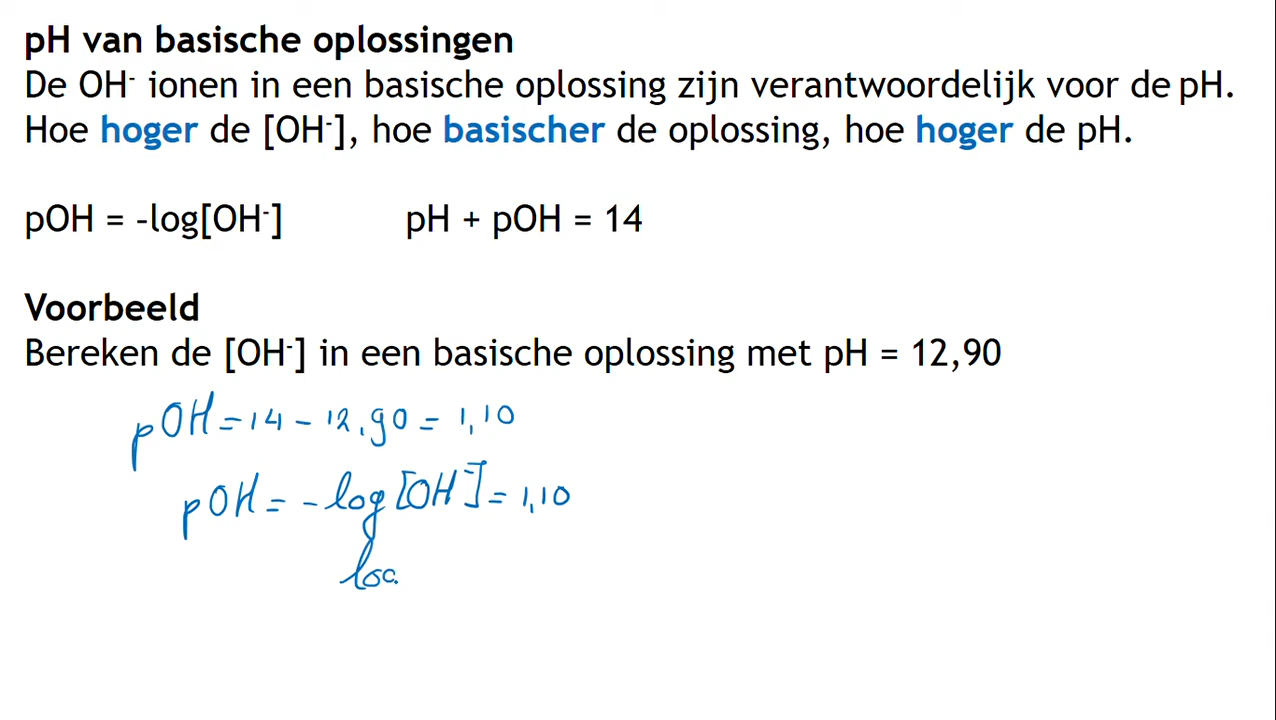 pH van basische oplossingen
De OH⁻ ionen in een basische oplossing zijn verantwoordelijk voor de pH.
Hoe hoger de [OH⁻], hoe basischer de oplossing, hoe hoger de pH.
pOH = -log[OH⁻] pH + pOH = 14
Voorbeeld
Bereken de [OH⁻] in een basische oplossing met pH = 12,90
pOH = 14 - 12,90 = 1,10
pOH = -log[OH⁻] = 1,10